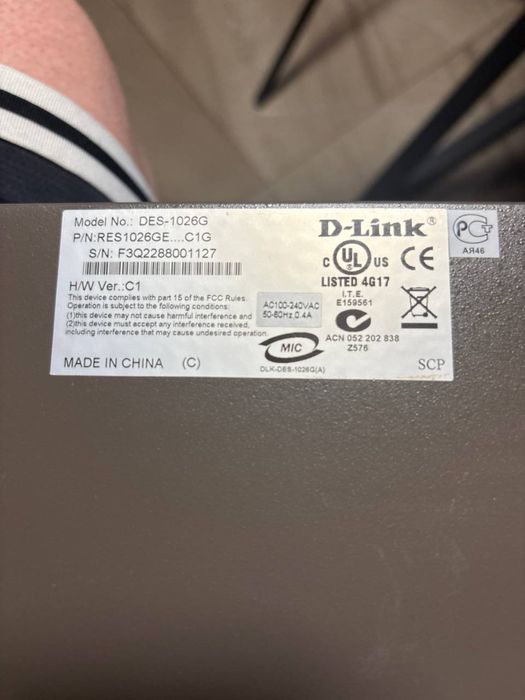 Model No.: DES-1026G
P/N:RES1026GE....C1G
S/N: F3Q2288001127
H/W Ver.:C1
This device complies with part 15 of the FCC Rules.
Operation is subject to the following conditions:
(1)this device may not cause harmful interference and
(2)this device must accept any interference received,
including interference that may cause undesired operation.
AC100-240VAC
50-60Hz 0.4A
MADE IN CHINA (C)
MIC
DLK-DES-1026G(A)
D-Link®
C UL US CE
LISTED 4G17
I.T.E.
E159561
ACN 052 202 838
Z576
SCP
РСТ
АЯ46